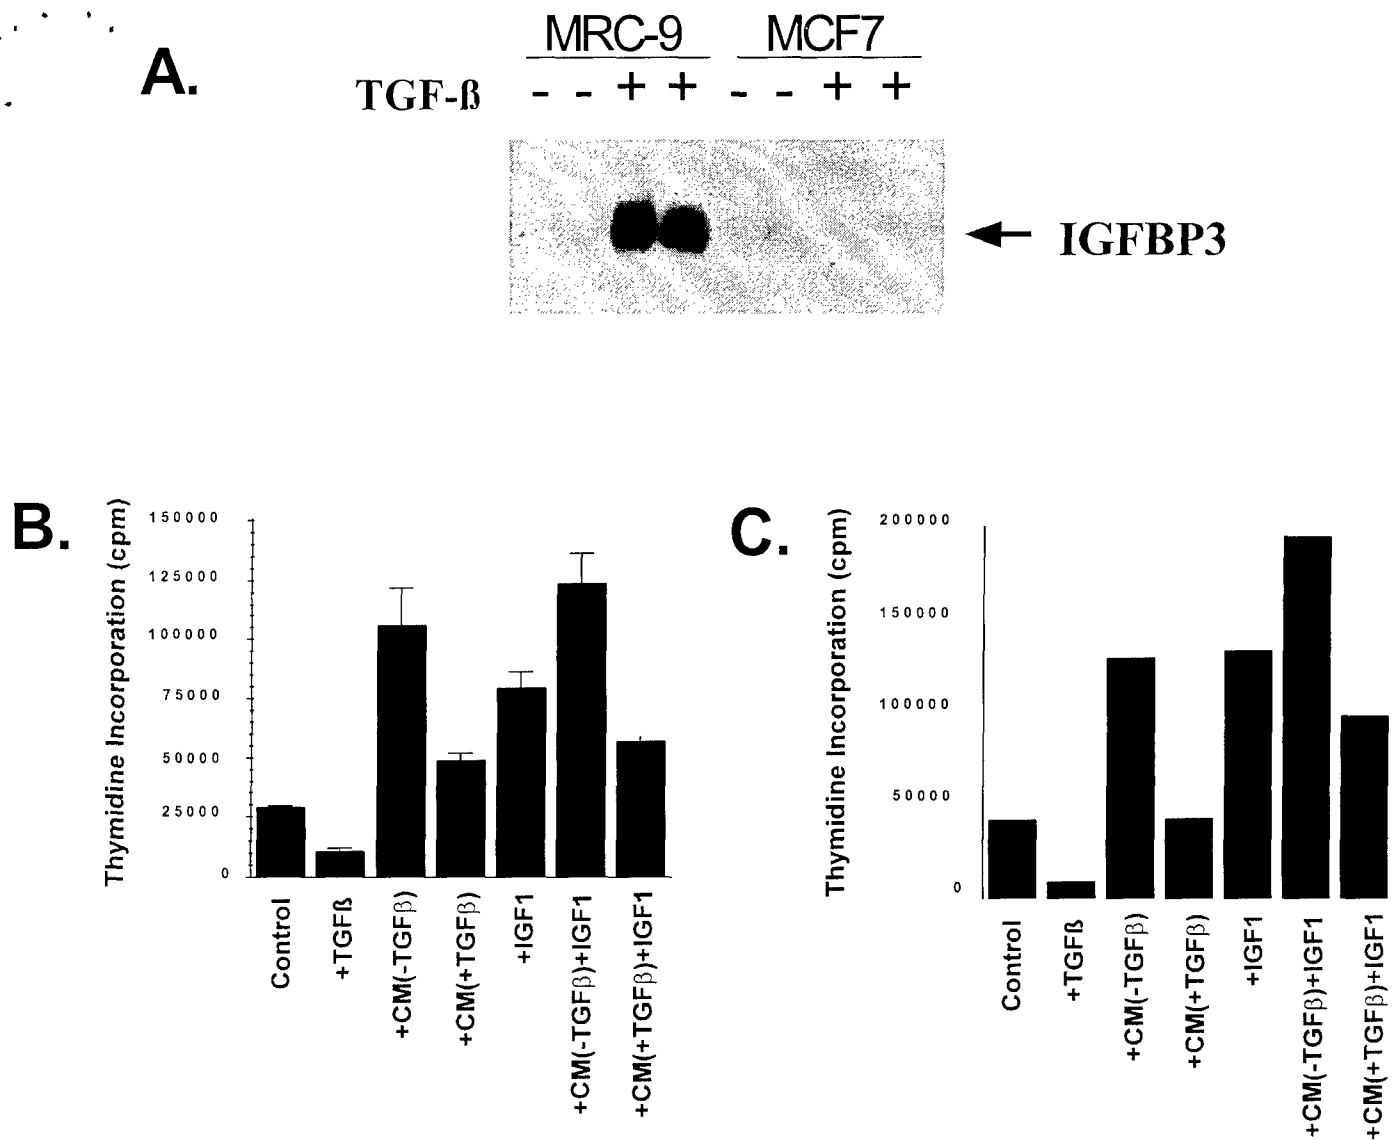 A.
MRC-9 MCF7
TGF-ß - - + + - - + +
IGFBP3
B.
Thymidine Incorporation (cpm)
150000
125000
100000
75000
50000
25000
0
Control
+TGFß
+CM(-TGFβ)
+CM(+TGFβ)
+IGF1
+CM(-TGFβ)+IGF1
+CM(+TGFβ)+IGF1
C.
Thymidine Incorporation (cpm)
200000
150000
100000
50000
0
Control
+TGFß
+CM(-TGFβ)
+CM(+TGFβ)
+IGF1
+CM(-TGFβ)+IGF1
+CM(+TGFβ)+IGF1